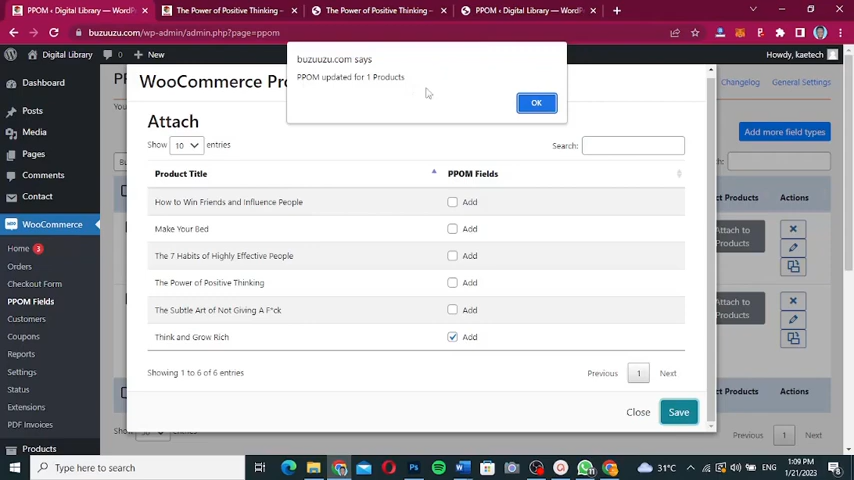 PPOM ‹ Digital Library
The Power of Positive Thinking –
The Power of Positive Thinking –
PPOM ‹ Digital Library
buzuuzu.com/wp-admin/admin.php?page=ppom
Digital Library
0
New
Howdy, kaetech
buzuuzu.com says
PPOM updated for 1 Products
OK
Dashboard
Posts
Media
Pages
Comments
Contact
WooCommerce
Home 3
Orders
Checkout Form
PPOM Fields
Customers
Coupons
Reports
Settings
Status
Extensions
PDF Invoices
Products
WooCommerce Pro
Changelog
General Settings
Add more field types
Attach
Show 10 entries
Search:
Product Title
PPOM Fields
How to Win Friends and Influence People
Add
Make Your Bed
Add
The 7 Habits of Highly Effective People
Add
The Power of Positive Thinking
Add
The Subtle Art of Not Giving A F*ck
Add
Think and Grow Rich
Add
Showing 1 to 6 of 6 entries
Previous
1
Next
Close
Save
ct Products
Actions
Attach to
Products
Attach to
Products
ct Products
Actions
Previous
1
Next
Type here to search
31°C
ENG
1:09 PM
1/21/2023